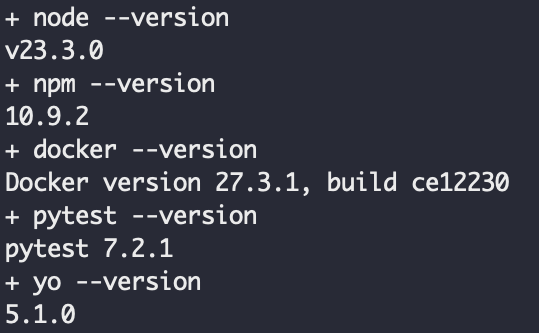 + node --version
v23.3.0
+ npm --version
10.9.2
+ docker --version
Docker version 27.3.1, build ce12230
+ pytest --version
pytest 7.2.1
+ yo --version
5.1.0